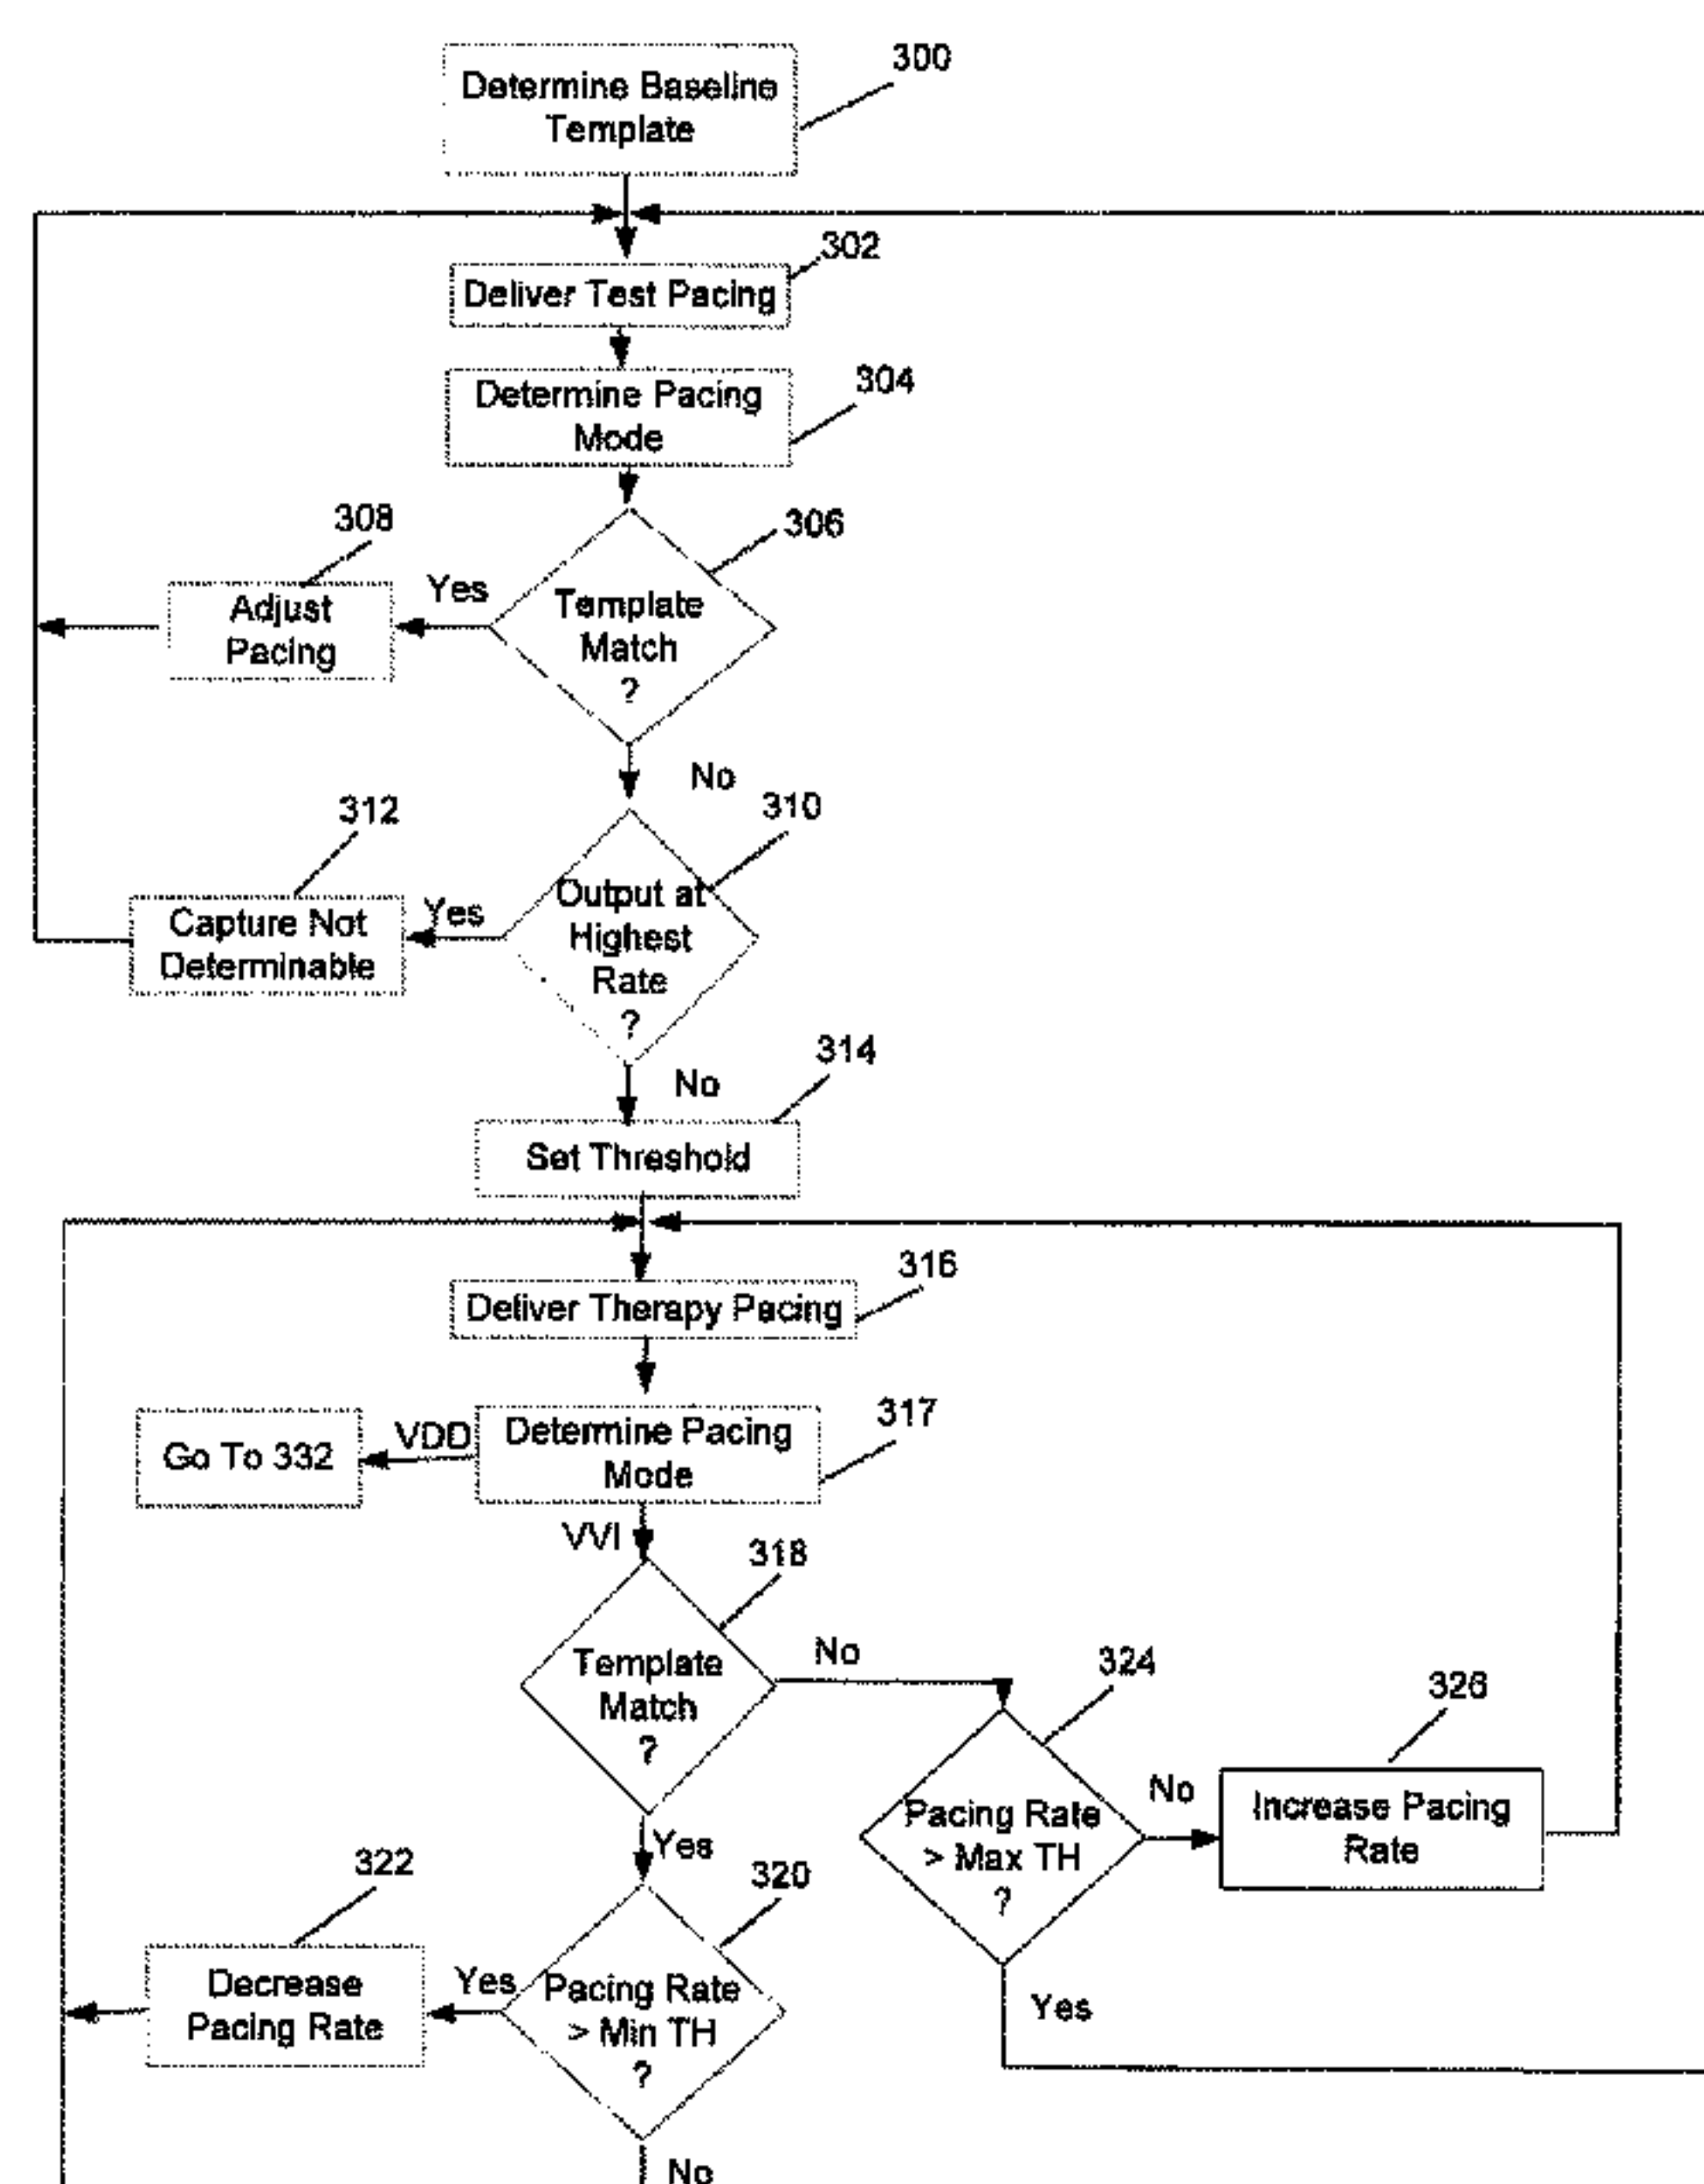 300
Determine Baseline
Template
302
Deliver Test Pacing
304
Determine Pacing
Mode
306
308
Yes
Adjust
Pacing
Template
Match
?
No
310
312
Yes
Capture Not
Determinable
Output at
Highest
Rate
?
No
314
Set Threshold
316
Deliver Therapy Pacing
317
Determine Pacing
Mode
VDD
Go To 332
VVI
318
Template
Match
?
No
324
326
Pacing Rate
> Max TH
?
No
Increase Pacing
Rate
Yes
Yes
320
322
Decrease
Pacing Rate
Yes
Pacing Rate
> Min TH
?
No